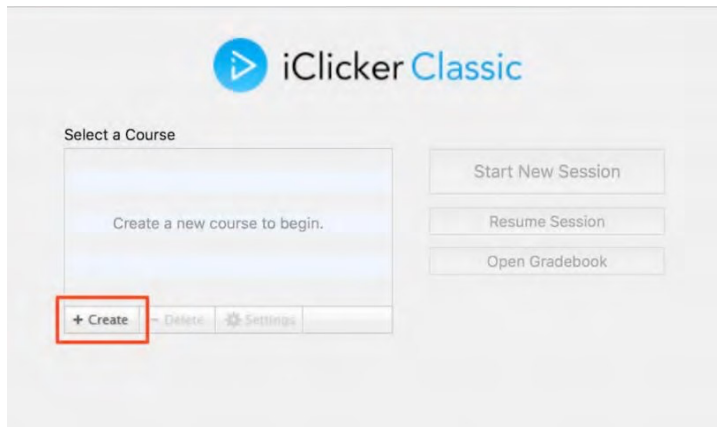 iClicker Classic
Select a Course
Create a new course to begin.
+ Create − Delete Settings
Start New Session
Resume Session
Open Gradebook